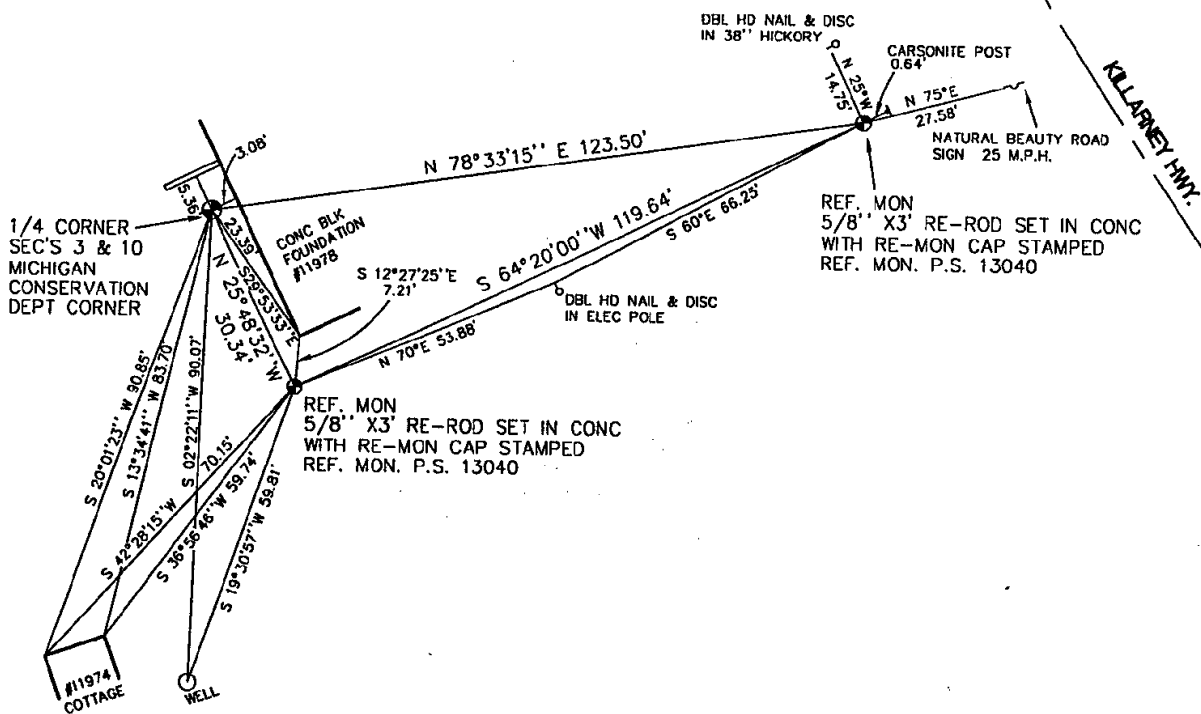 DBL HD NAIL & DISC
IN 38'' HICKORY
N 25°W
14.75'
CARSONITE POST
0.64'
N 75°E
27.58'
KILLARNEY HWY.
NATURAL BEAUTY ROAD
SIGN 25 M.P.H.
N 78°33'15'' E 123.50'
3.08'
5.36'
1/4 CORNER
SEC'S 3 & 10
MICHIGAN
CONSERVATION
DEPT CORNER
23.39'
S29°53'33''E
CONC BLK
FOUNDATION
#11978
N 25°48'32''W
30.34'
S 12°27'25''E
7.21'
S 64°20'00''W 119.64'
S 60°E 66.25'
REF. MON
5/8'' X3' RE-ROD SET IN CONC
WITH RE-MON CAP STAMPED
REF. MON. P.S. 13040
DBL HD NAIL & DISC
IN ELEC POLE
N 70°E 53.88'
REF. MON
5/8'' X3' RE-ROD SET IN CONC
WITH RE-MON CAP STAMPED
REF. MON. P.S. 13040
S 20°01'23'' W 90.85'
S 13°34'41'' W 83.70'
S 02°22'11''W 90.07'
S 42°28'15''W 70.15'
S 36°56'46''W 59.74'
S 19°30'57''W 59.81'
#11974
COTTAGE
WELL